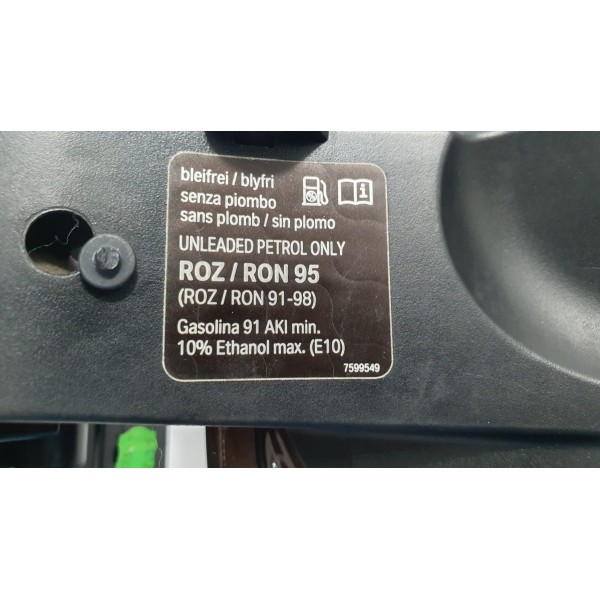 bleifrei / blyfri
senza piombo
sans plomb / sin plomo
UNLEADED PETROL ONLY
ROZ / RON 95
(ROZ / RON 91-98)
Gasolina 91 AKI min.
10% Ethanol max. (E10)
7599549